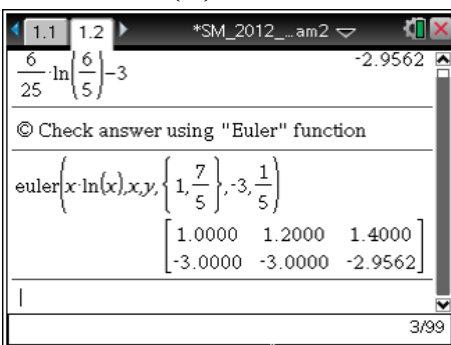 1.1 1.2 *SM_2012_...am2
6/25·ln(6/5)-3 -2.9562
© Check answer using "Euler" function
euler(x·ln(x),x,y,{1,7/5},-3,1/5)
[1.0000 1.2000 1.4000
-3.0000 -3.0000 -2.9562]
3/99